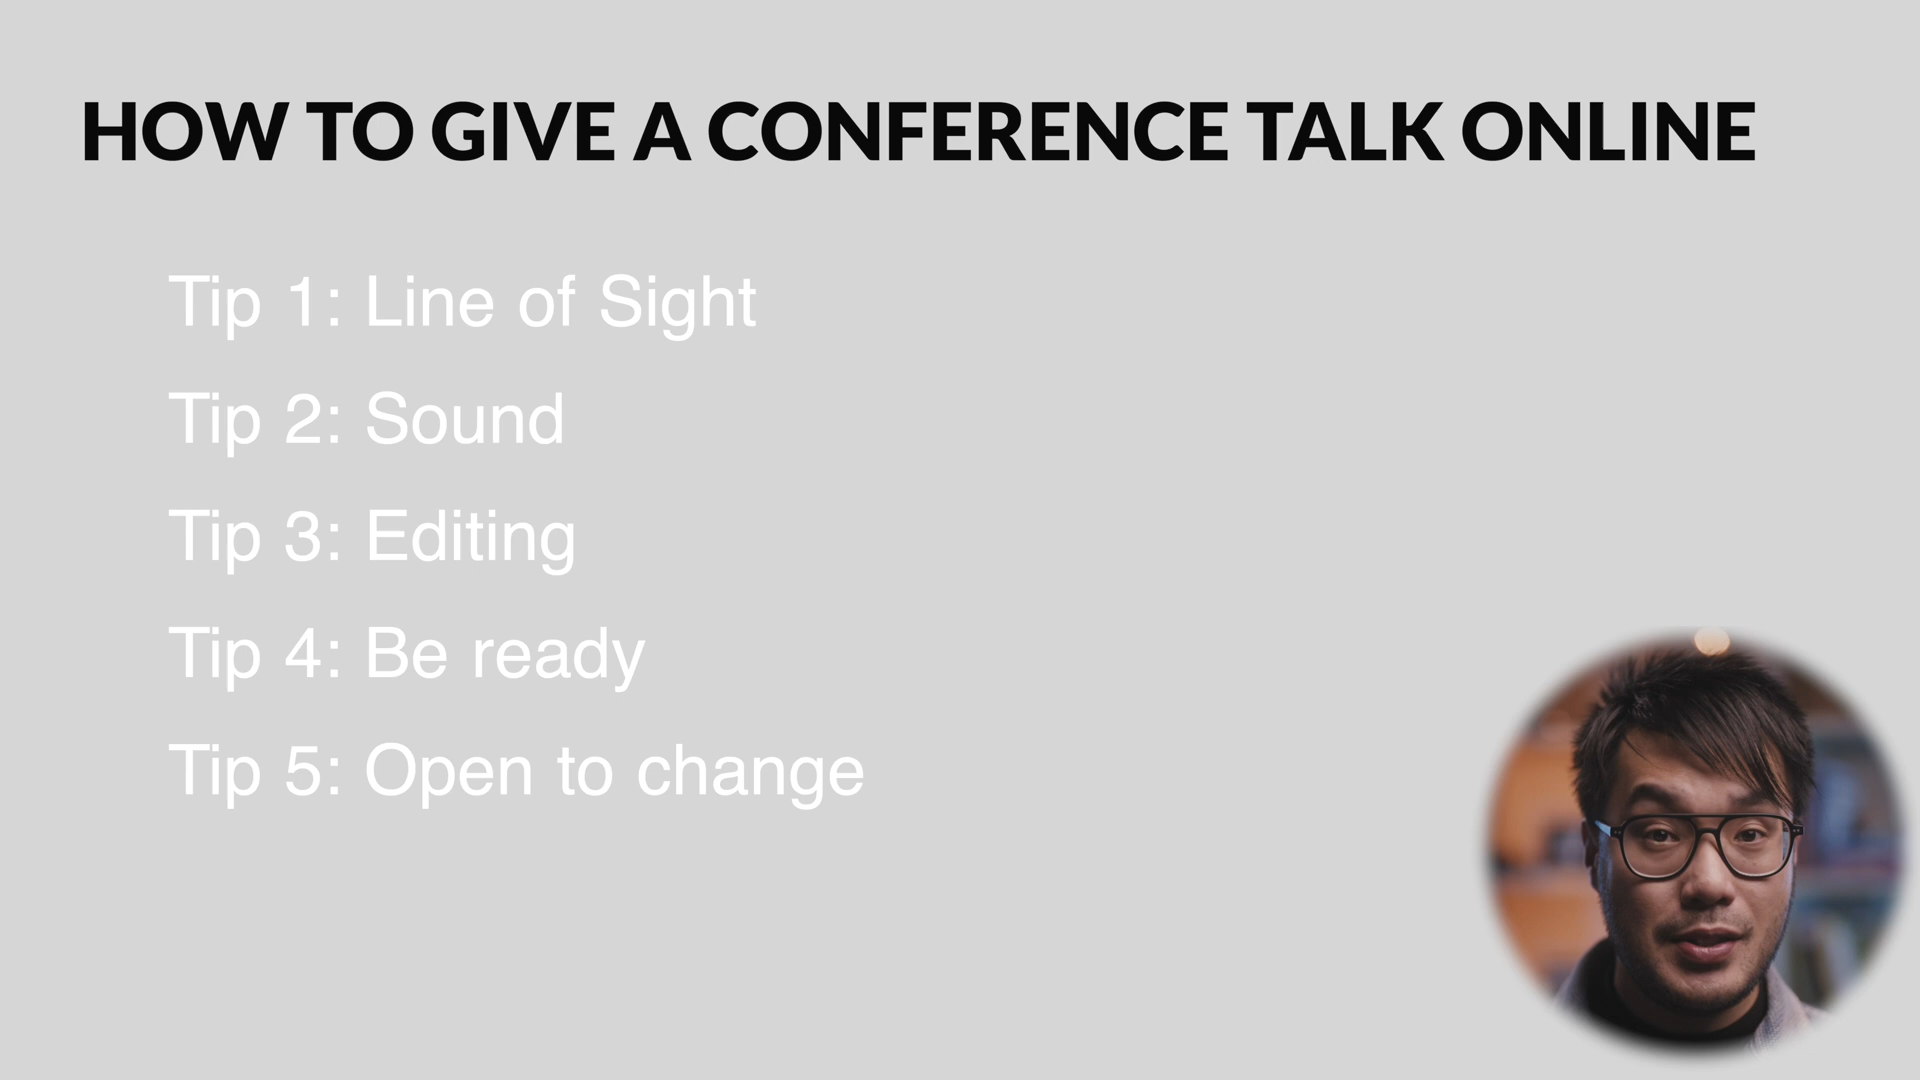 HOW TO GIVE A CONFERENCE TALK ONLINE
Tip 1: Line of Sight
Tip 2: Sound
Tip 3: Editing
Tip 4: Be ready
Tip 5: Open to change